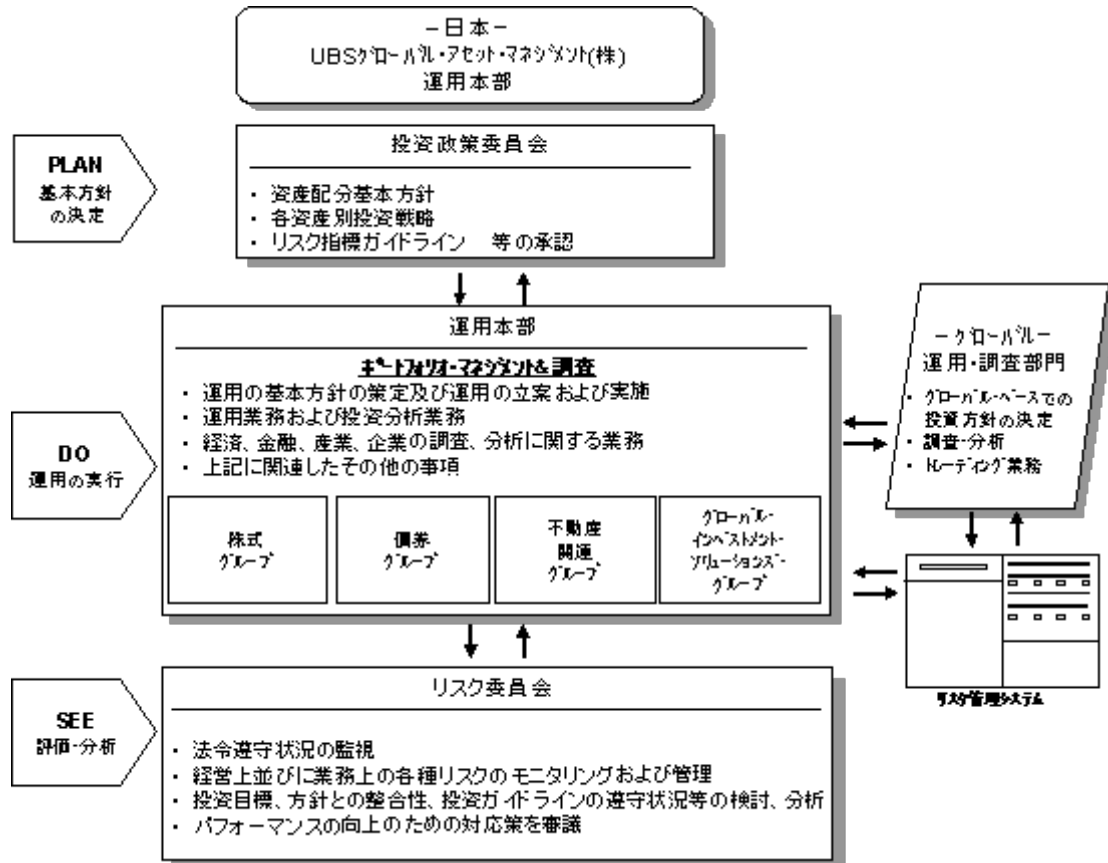 －日本－
UBSｸﾞﾛｰﾊﾞﾙ・ｱｾｯﾄ・ﾏﾈｼﾞﾒﾝﾄ(株)
運用本部
PLAN
基本方針
の決定
投資政策委員会
・ 資産配分基本方針
・ 各資産別投資戦略
・ リスク指標ガイドライン　等の承認
DO
運用の実行
運用本部
ﾎﾟｰﾄﾌｫﾘｵ・ﾏﾈｼﾞﾒﾝﾄ&調査
・ 運用の基本方針の策定及び運用の立案および実施
・ 運用業務および投資分析業務
・ 経済、金融、産業、企業の調査、分析に関する業務
・ 上記に関連したその他の事項
株式
ｸﾞﾙｰﾌﾟ
債券
ｸﾞﾙｰﾌﾟ
不動産
関連
ｸﾞﾙｰﾌﾟ
ｸﾞﾛｰﾊﾞﾙ・
ｲﾝﾍﾞｽﾄﾒﾝﾄ・
ｿﾘｭｰｼｮﾝｽﾞ・
ｸﾞﾙｰﾌﾟ
－ｸﾞﾛｰﾊﾞﾙ－
運用・調査部門
・ ｸﾞﾛｰﾊﾞﾙ・ﾍﾞｰｽでの
投資方針の決定
・ 調査・分析
・ ﾄﾚｰﾃﾞｨﾝｸﾞ業務
ﾘｽｸ管理ｼｽﾃﾑ
SEE
評価・分析
リスク委員会
・ 法令遵守状況の監視
・ 経営上並びに業務上の各種リスクのモニタリングおよび管理
・ 投資目標、方針との整合性、投資ガイドラインの遵守状況等の検討、分析
・ パフォーマンスの向上のための対応策を審議